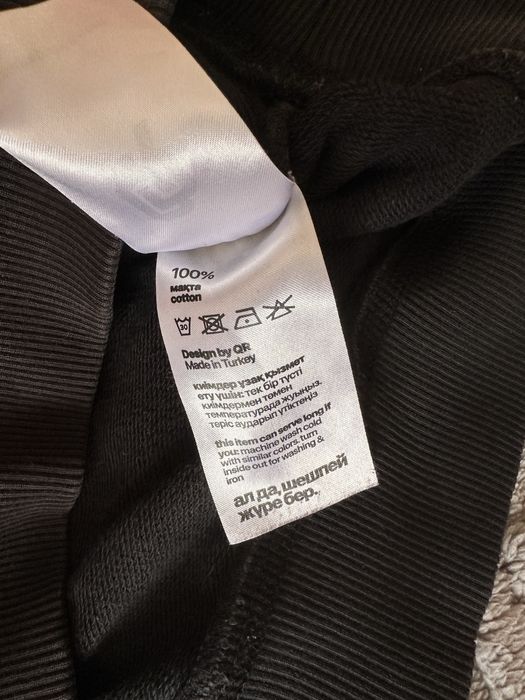 100%
мақта
cotton
30
Design by QR
Made in Turkey
киімдер ұзақ қызмет
ету үшін: тек бір түсті
киімдермен төмен
температурада жуыңыз.
теріс аударып үтіктеңіз
this item can serve long if
you: machine wash cold
with similar colors. turn
inside out for washing &
iron
ал да, шешпей
жүре бер.